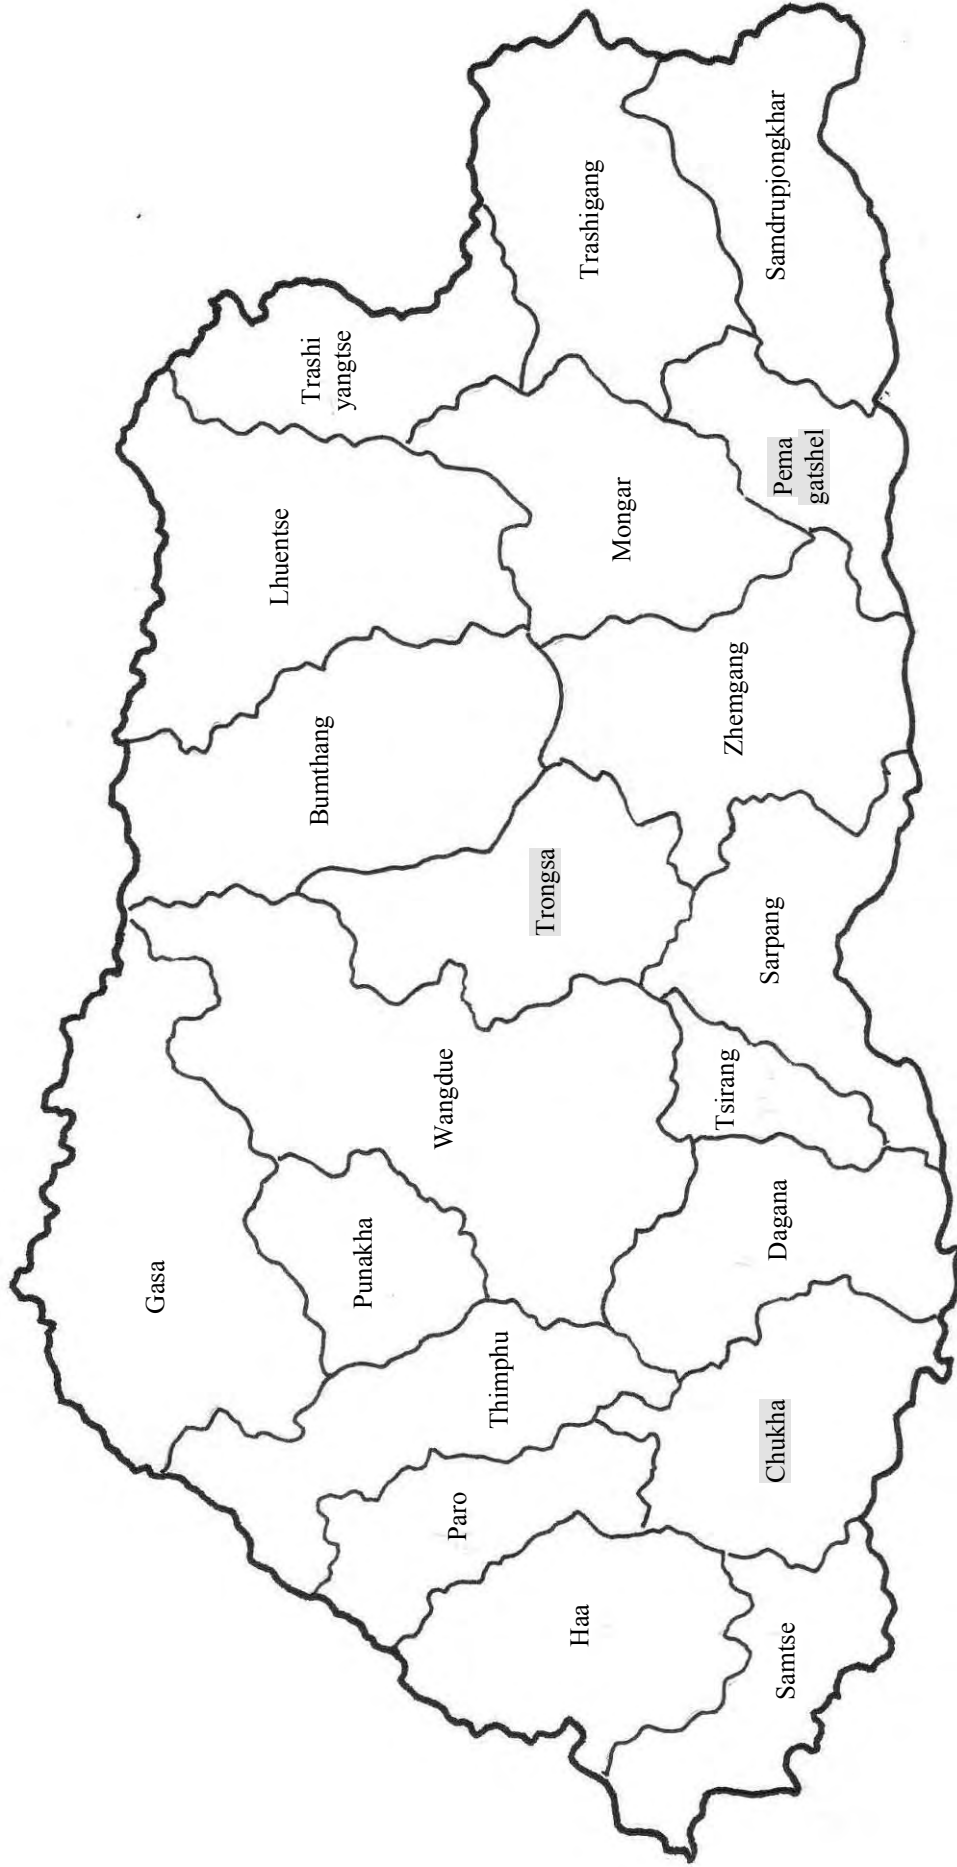 Gasa
Lhuentse
Trashi
yangtse
Bumthang
Punakha
Wangdue
Paro
Thimphu
Trongsa
Haa
Mongar
Trashigang
Zhemgang
Tsirang
Samtse
Chukha
Dagana
Sarpang
Pema
gatshel
Samdrupjongkhar